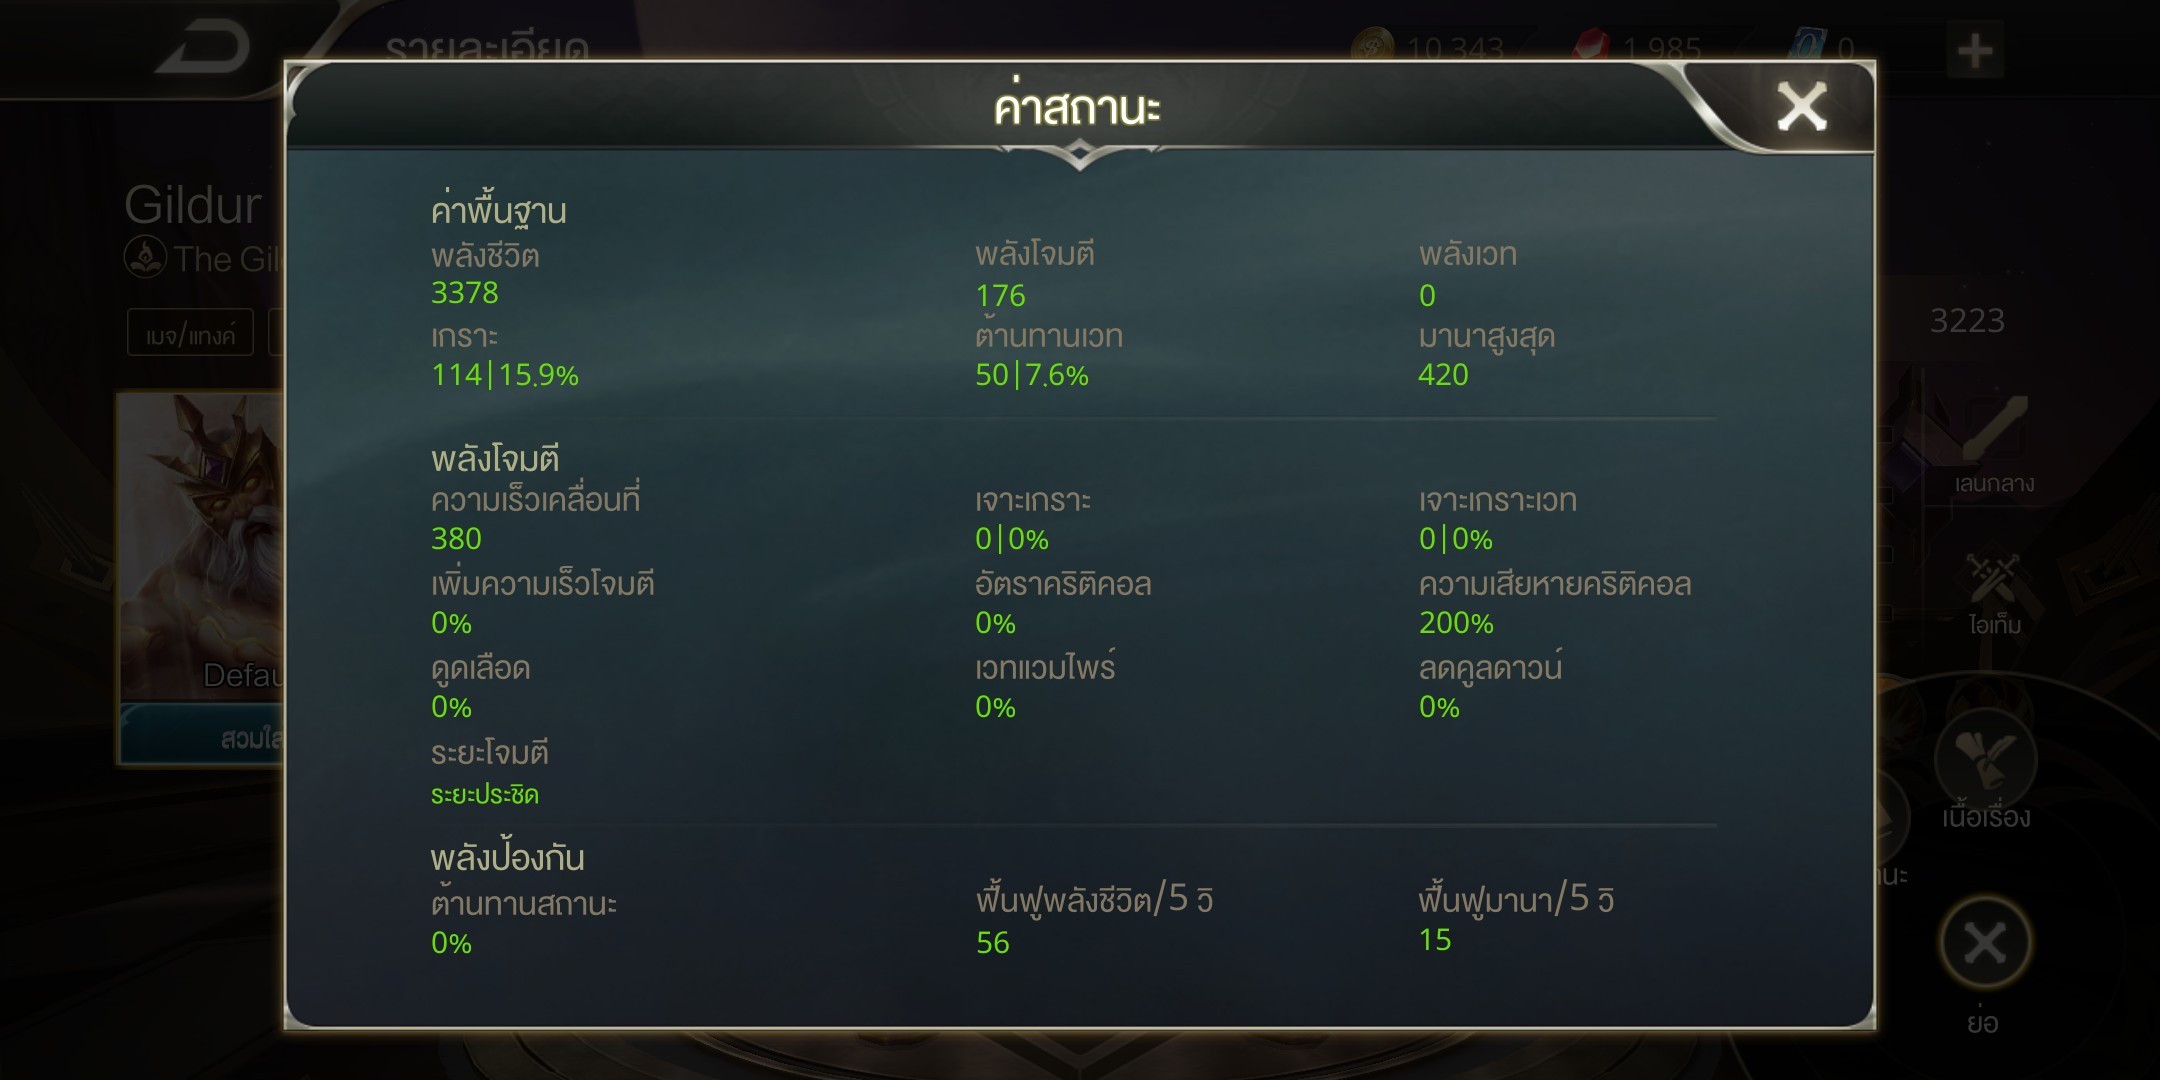 รายละเอียด
10,343
1,985
0
ค่าสถานะ
Gildur
The Gil
เมจ/แทงค์
ค่าพื้นฐาน
พลังชีวิต
พลังโจมตี
พลังเวท
3378
176
0
3223
เกราะ
ต้านทานเวท
มานาสูงสุด
114|15.9%
50|7.6%
420
พลังโจมตี
เลนกลาง
ความเร็วเคลื่อนที่
เจาะเกราะ
เจาะเกราะเวท
380
0|0%
0|0%
เพิ่มความเร็วโจมตี
อัตราคริติคอล
ความเสียหายคริติคอล
0%
0%
200%
ไอเท็ม
ดูดเลือด
เวทแวมไพร์
ลดคูลดาวน์
Defau
0%
0%
0%
สวมใส
ระยะโจมตี
ระยะประชิด
เนื้อเรื่อง
พลังป้องกัน
นะ
ต้านทานสถานะ
ฟื้นฟูพลังชีวิต/5 วิ
ฟื้นฟูมานา/5 วิ
0%
56
15
ย่อ